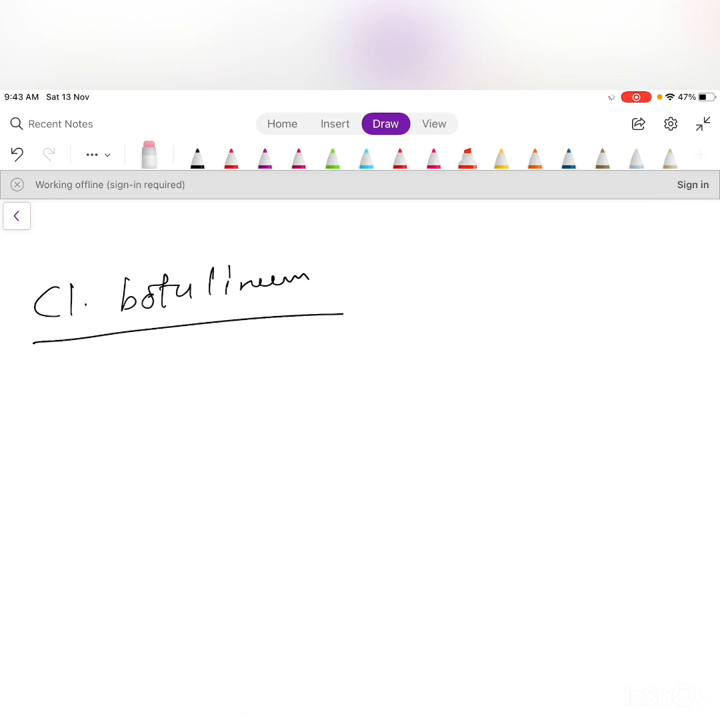 9:43 AM Sat 13 Nov 47%
Recent Notes Home Insert Draw View
Working offline (sign-in required) Sign in
Cl. botulineum